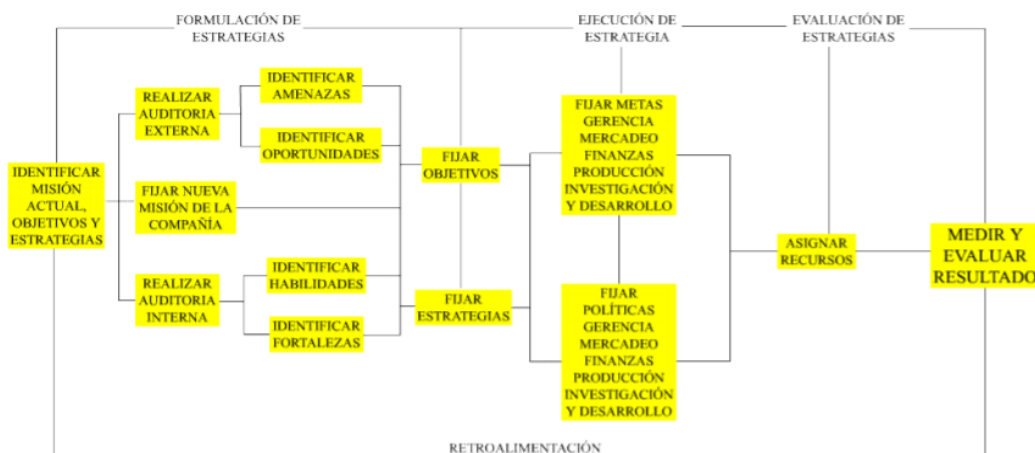 FORMULACIÓN DE
ESTRATEGIAS
EJECUCIÓN DE
ESTRATEGIA
EVALUACIÓN DE
ESTRATEGIAS
IDENTIFICAR
MISIÓN
ACTUAL,
OBJETIVOS Y
ESTRATEGIAS
REALIZAR
AUDITORIA
EXTERNA
IDENTIFICAR
AMENAZAS
IDENTIFICAR
OPORTUNIDADES
FIJAR NUEVA
MISIÓN DE LA
COMPAÑÍA
REALIZAR
AUDITORIA
INTERNA
IDENTIFICAR
HABILIDADES
IDENTIFICAR
FORTALEZAS
FIJAR
OBJETIVOS
FIJAR
ESTRATEGIAS
FIJAR METAS
GERENCIA
MERCADEO
FINANZAS
PRODUCCIÓN
INVESTIGACIÓN
Y DESARROLLO
FIJAR
POLÍTICAS
GERENCIA
MERCADEO
FINANZAS
PRODUCCIÓN
INVESTIGACIÓN
Y DESARROLLO
ASIGNAR
RECURSOS
MEDIR Y
EVALUAR
RESULTADO
RETROALIMENTACIÓN